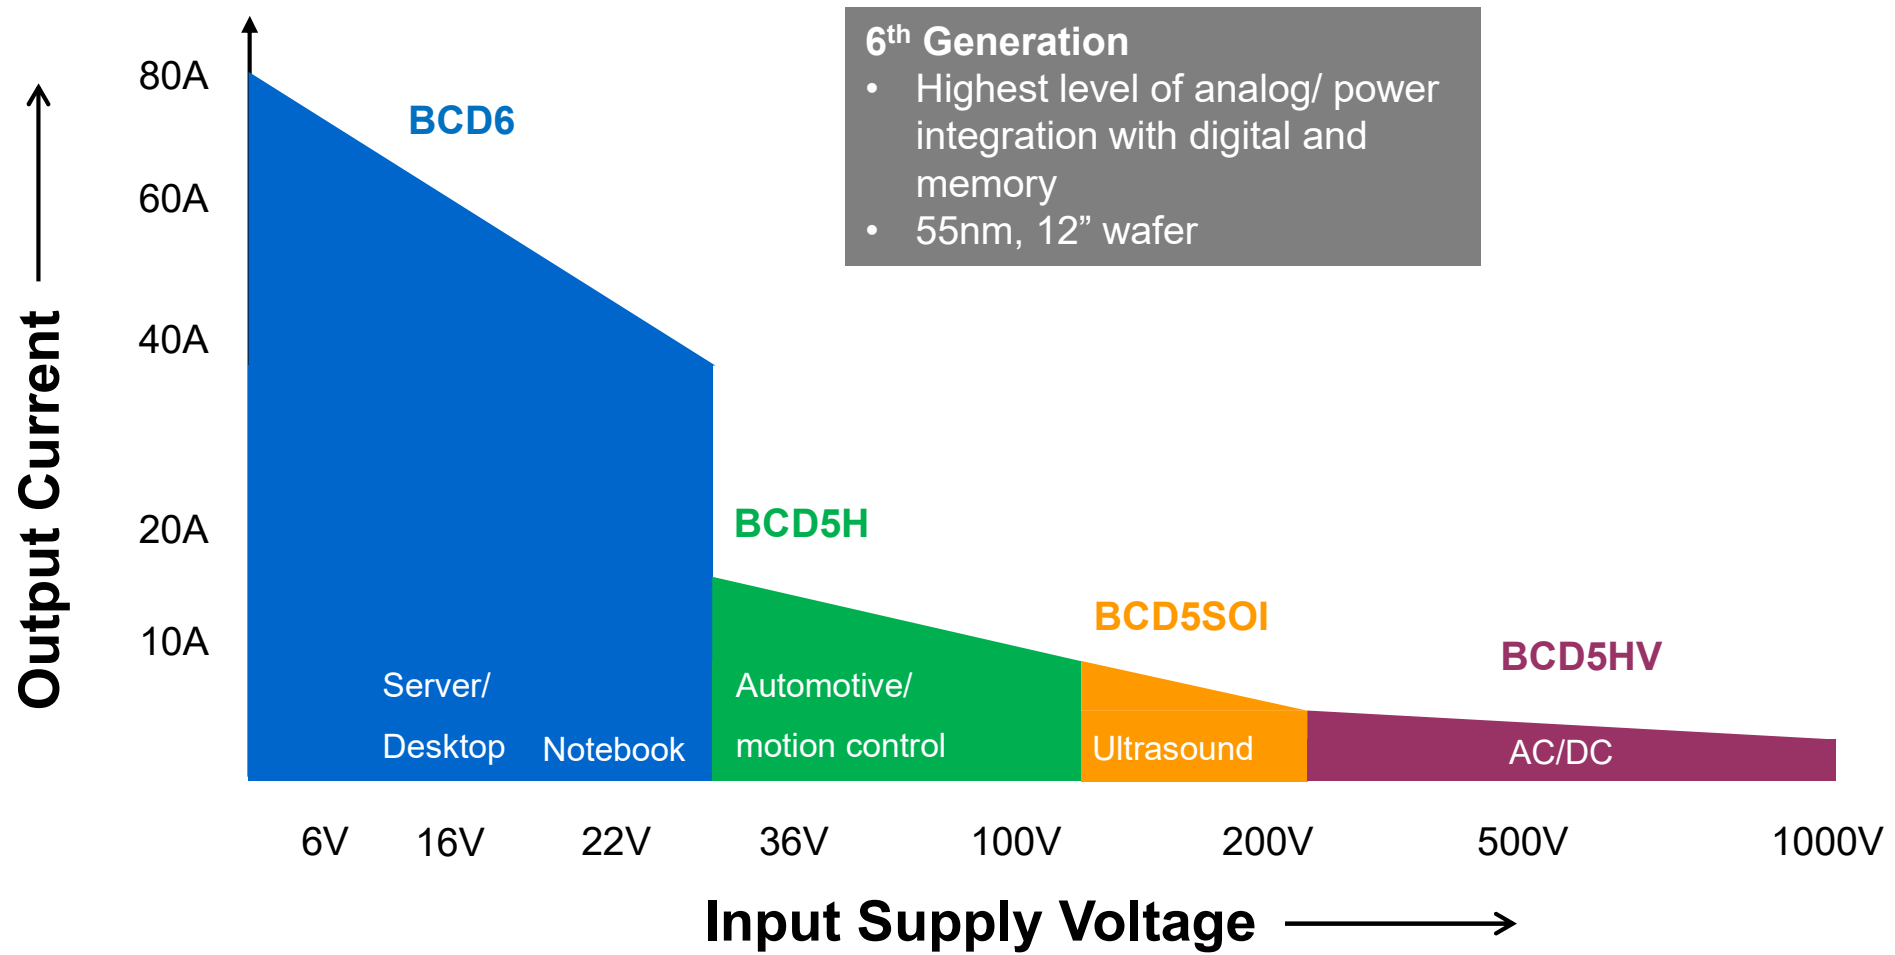 6th Generation
• Highest level of analog/ power
integration with digital and
memory
• 55nm, 12” wafer
80A
60A
40A
20A
10A
Output Current
BCD6
BCD5H
BCD5SOI
BCD5HV
Server/
Desktop
Notebook
Automotive/
motion control
Ultrasound
AC/DC
6V 16V 22V 36V 100V 200V 500V 1000V
Input Supply Voltage